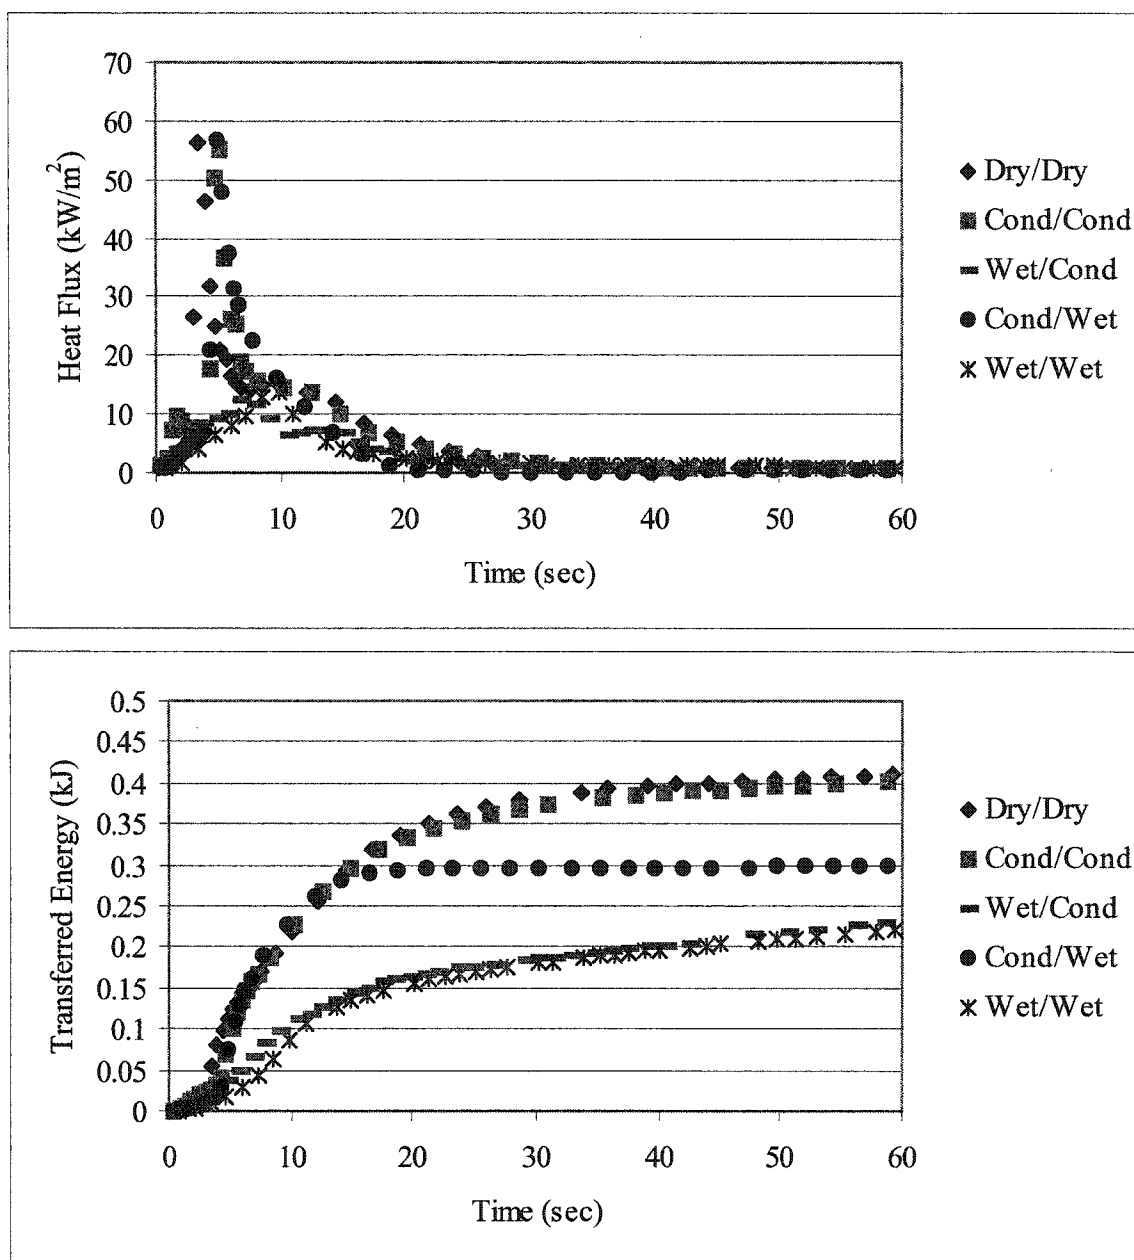 70
60
50
40
30
20
10
0
Heat Flux (kW/m²)
0 10 20 30 40 50 60
Time (sec)
Dry/Dry
Cond/Cond
Wet/Cond
Cond/Wet
Wet/Wet
0.5
0.45
0.4
0.35
0.3
0.25
0.2
0.15
0.1
0.05
0
Transferred Energy (kJ)
0 10 20 30 40 50 60
Time (sec)
Dry/Dry
Cond/Cond
Wet/Cond
Cond/Wet
Wet/Wet